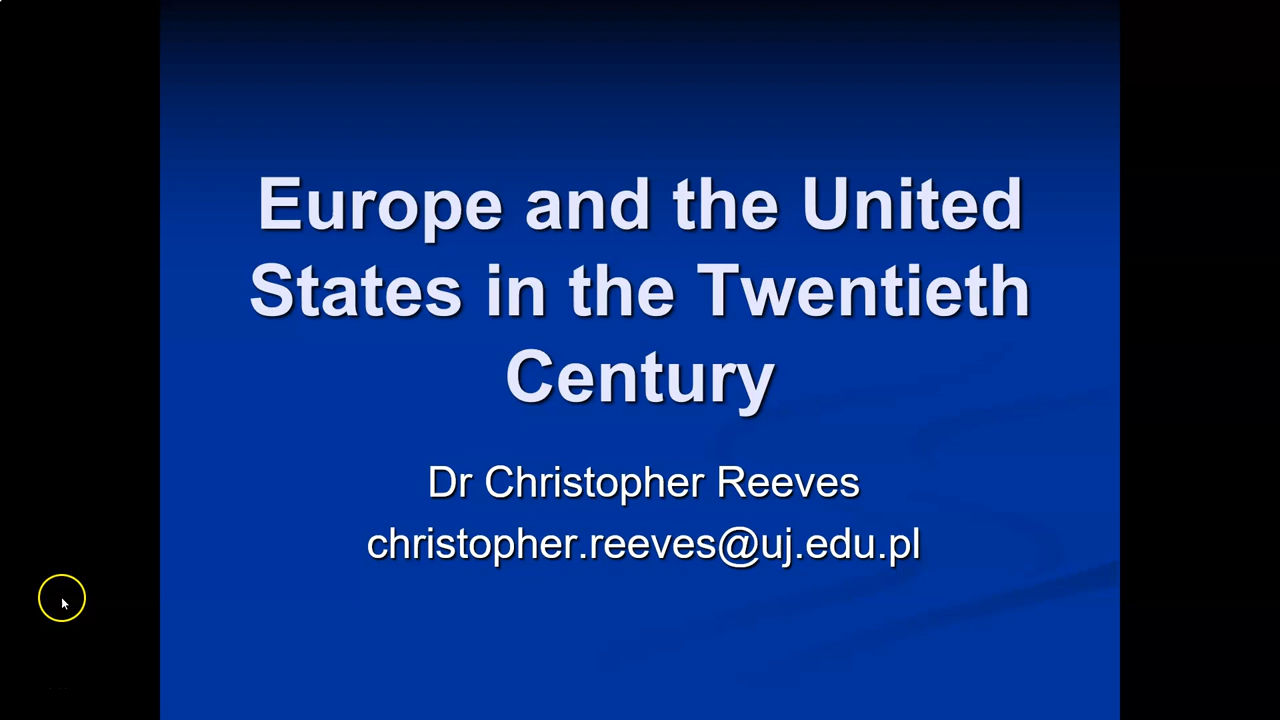 Europe and the United
States in the Twentieth
Century
Dr Christopher Reeves
christopher.reeves@uj.edu.pl